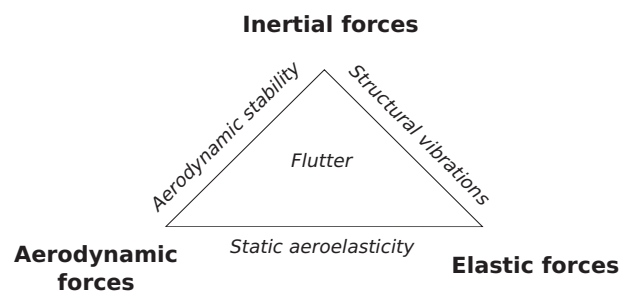 Inertial forces
Aerodynamic stability
Structural vibrations
Flutter
Static aeroelasticity
Aerodynamic
forces
Elastic forces